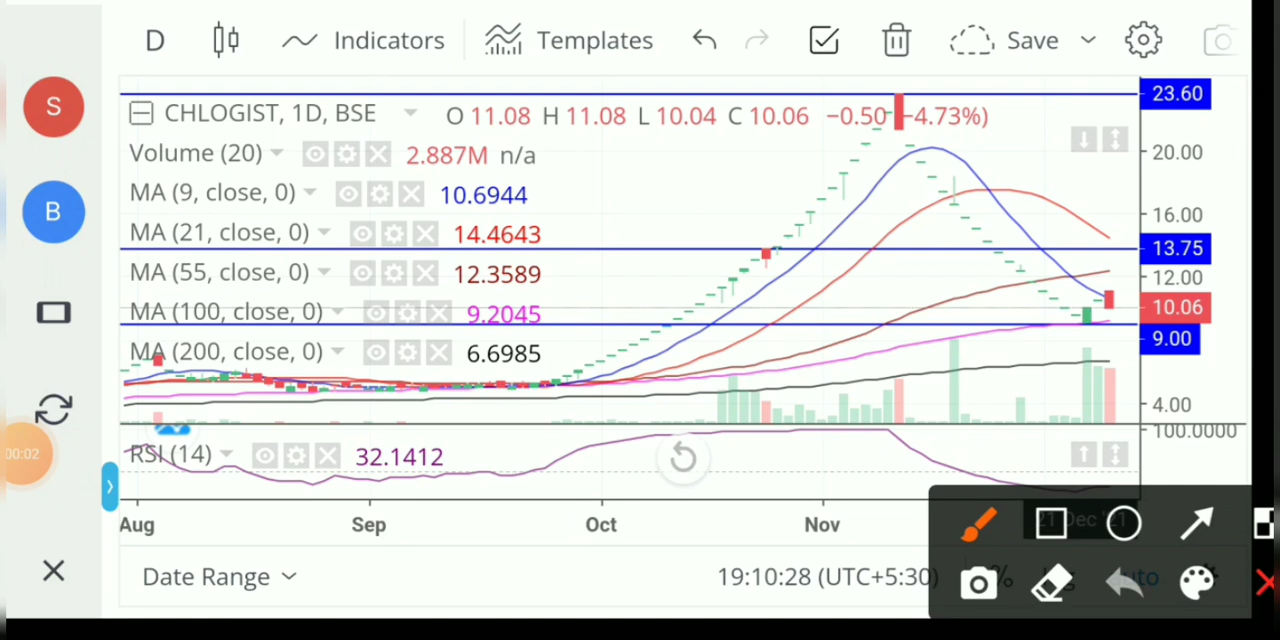 D Indicators Templates Save
S
B
CHLOGIST, 1D, BSE O 11.08 H 11.08 L 10.04 C 10.06 −0.50 (−4.73%)
Volume (20) 2.887M n/a
MA (9, close, 0) 10.6944
MA (21, close, 0) 14.4643
MA (55, close, 0) 12.3589
MA (100, close, 0) 9.2045
MA (200, close, 0) 6.6985
23.60
20.00
16.00
13.75
12.00
10.06
9.00
4.00
RSI (14) 32.1412
100.0000
00:02
Aug Sep Oct Nov 21 Dec '21
Date Range 19:10:28 (UTC+5:30) % Auto